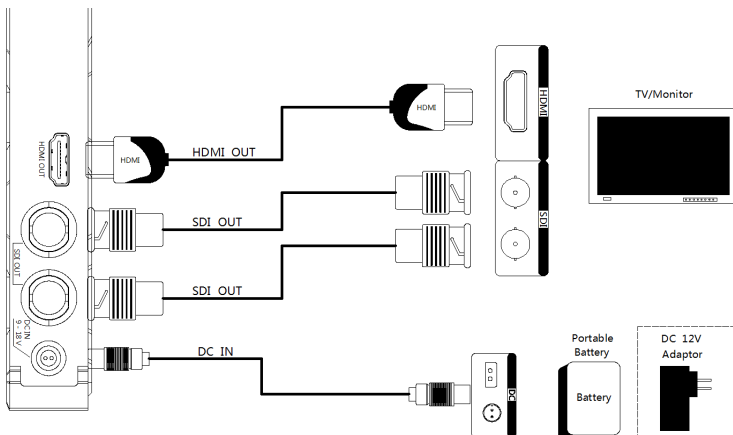 HDMI OUT
HDMI
HDMI OUT
HDMI
HDMI
TV/Monitor
SDI OUT
SDI OUT
SDI
SDI OUT
DC IN
9 - 18 V
DC IN
DC
Portable
Battery
Battery
DC 12V
Adaptor